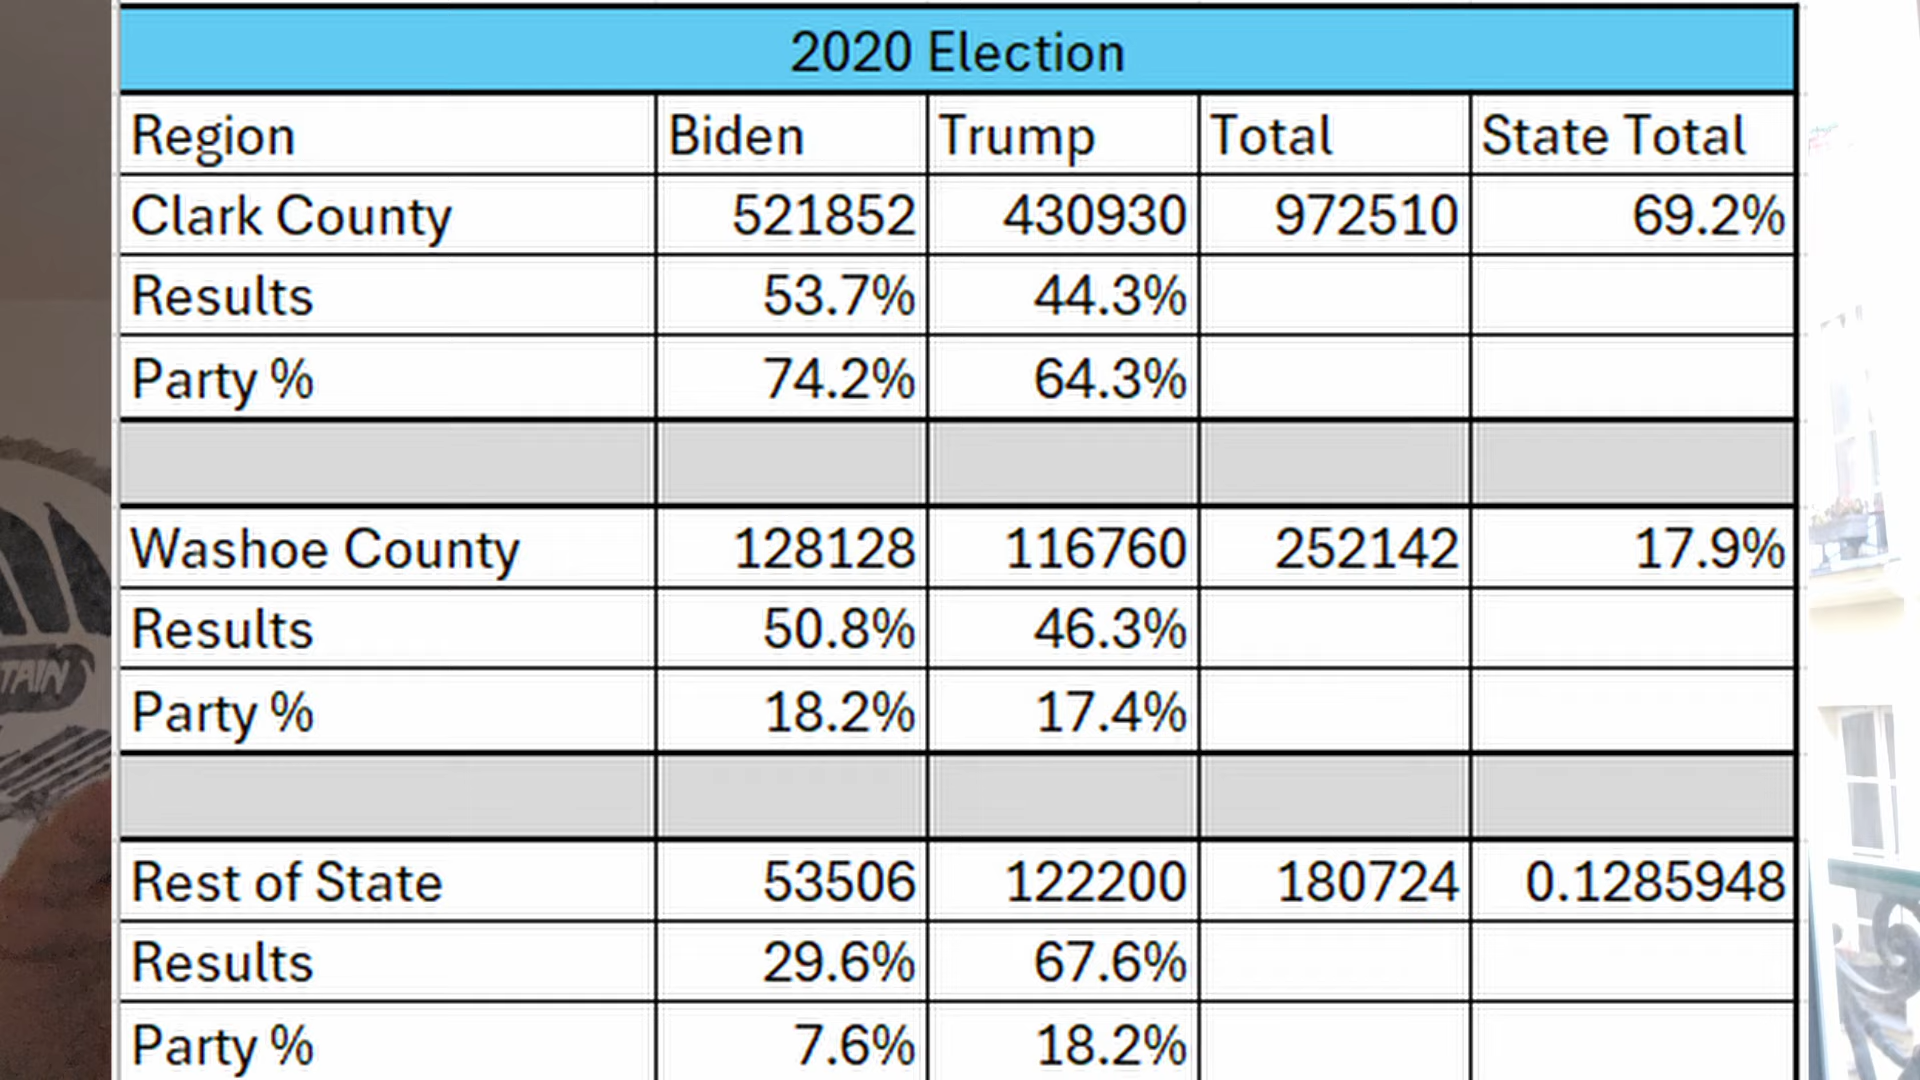 2020 Election
Region Biden Trump Total State Total
Clark County 521852 430930 972510 69.2%
Results 53.7% 44.3%
Party % 74.2% 64.3%
Washoe County 128128 116760 252142 17.9%
Results 50.8% 46.3%
Party % 18.2% 17.4%
Rest of State 53506 122200 180724 0.1285948
Results 29.6% 67.6%
Party % 7.6% 18.2%
TAIN